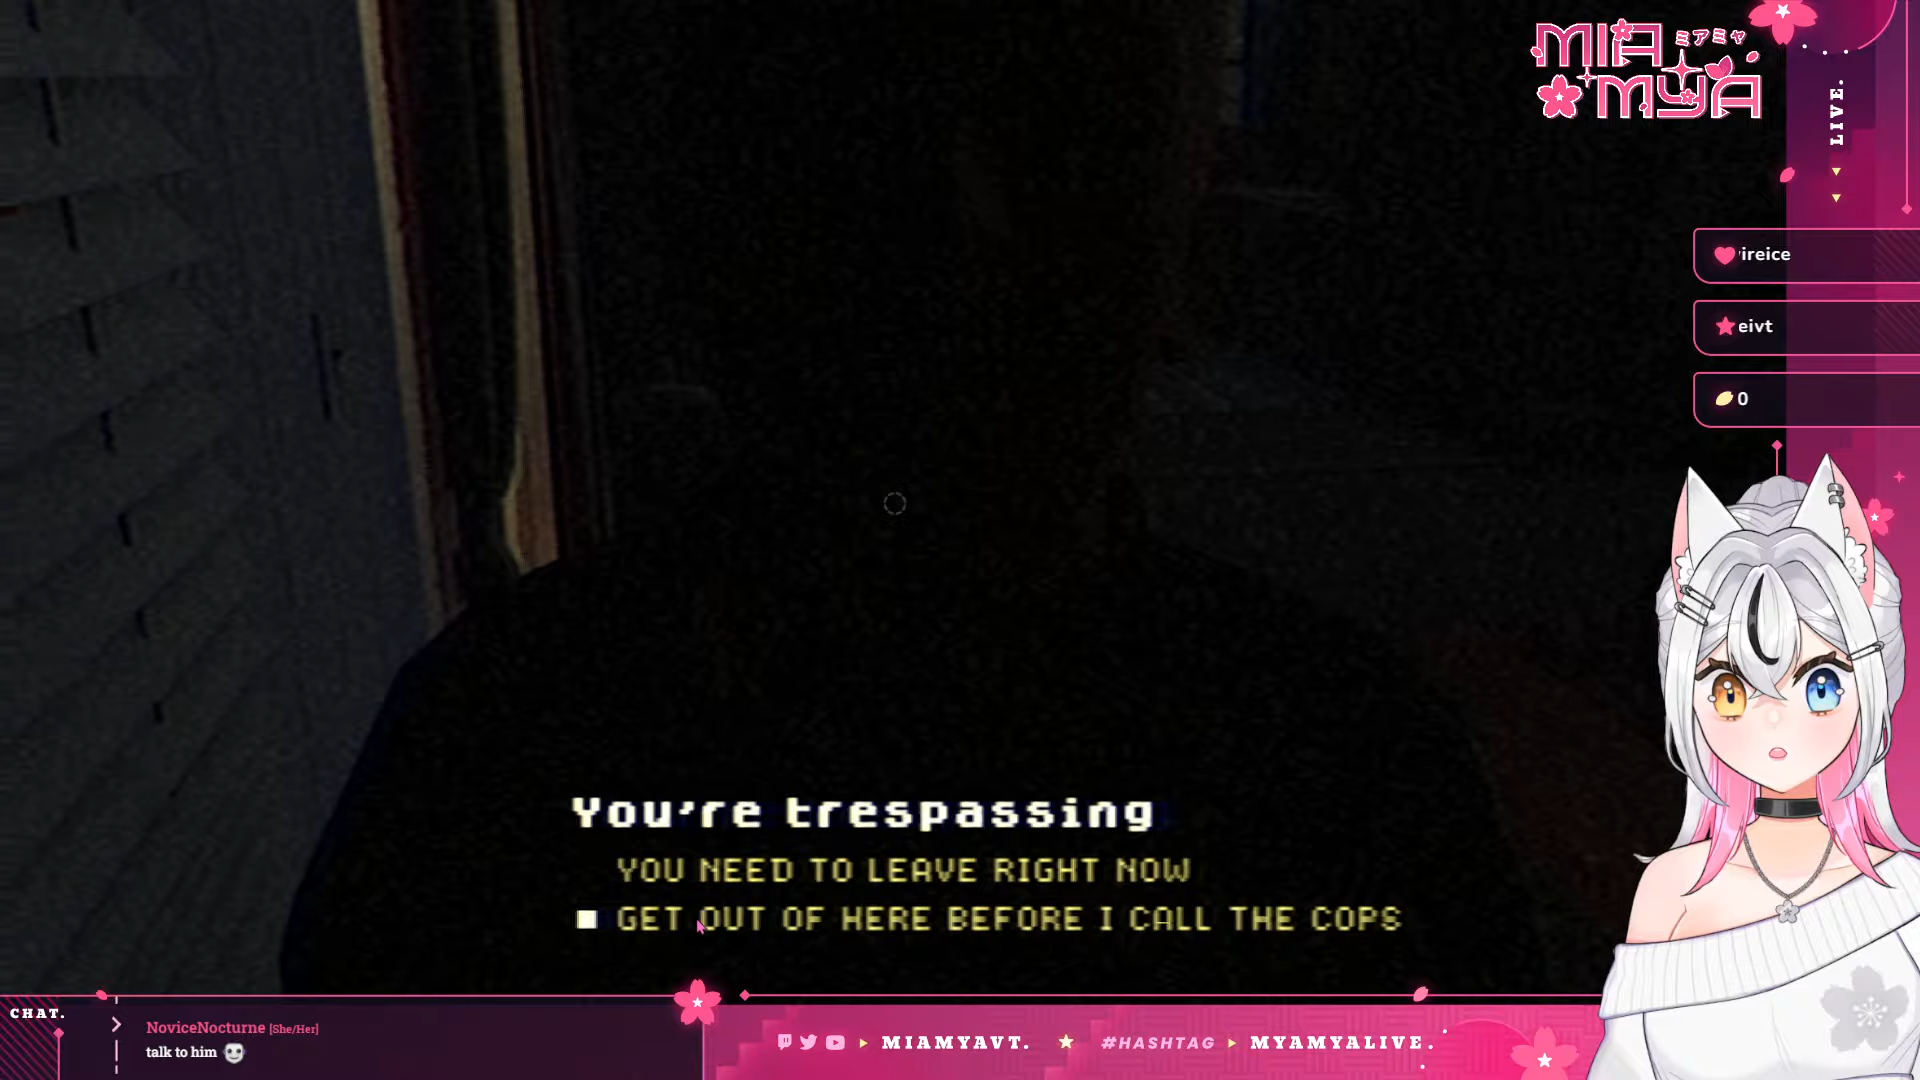 MIA ミアミヤ
MYA
LIVE.
ireice
eivt
0
You're trespassing
YOU NEED TO LEAVE RIGHT NOW
GET OUT OF HERE BEFORE I CALL THE COPS
CHAT.
NoviceNocturne [She/Her]
talk to him
MIAMYAVT. #HASHTAG MYAMYALIVE.